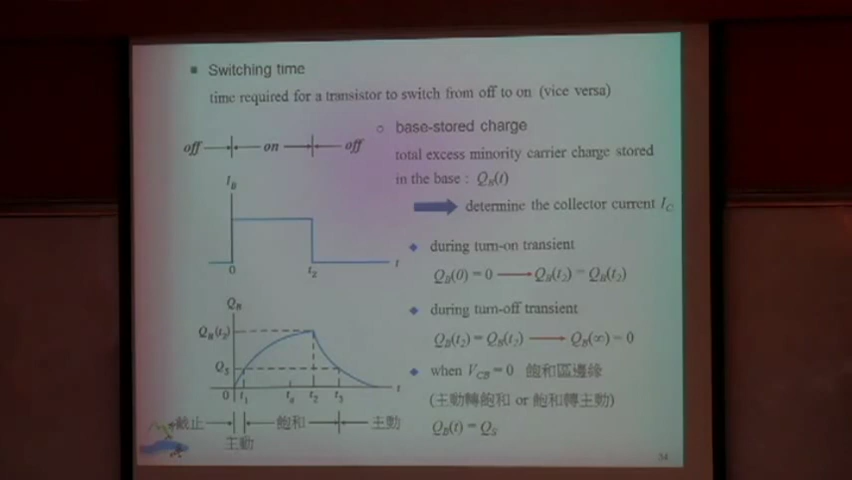 Switching time
time required for a transistor to switch from off to on (vice versa)
off on off
base-stored charge
total excess minority carrier charge stored
in the base : Q_B(t)
determine the collector current I_C
I_B
0 t_2 t
during turn-on transient
Q_B(0) = 0 → Q_B(t_2) = Q_B(t_2)
during turn-off transient
Q_B(t_2) = Q_B(t_2) → Q_B(∞) = 0
when V_CB = 0 飽和區邊緣
(主動轉飽和 or 飽和轉主動)
Q_B(t) = Q_S
Q_B
Q_B(t_2)
Q_S
0 t_1 t_2 t_3 t
截止 飽和 主動
主動
34